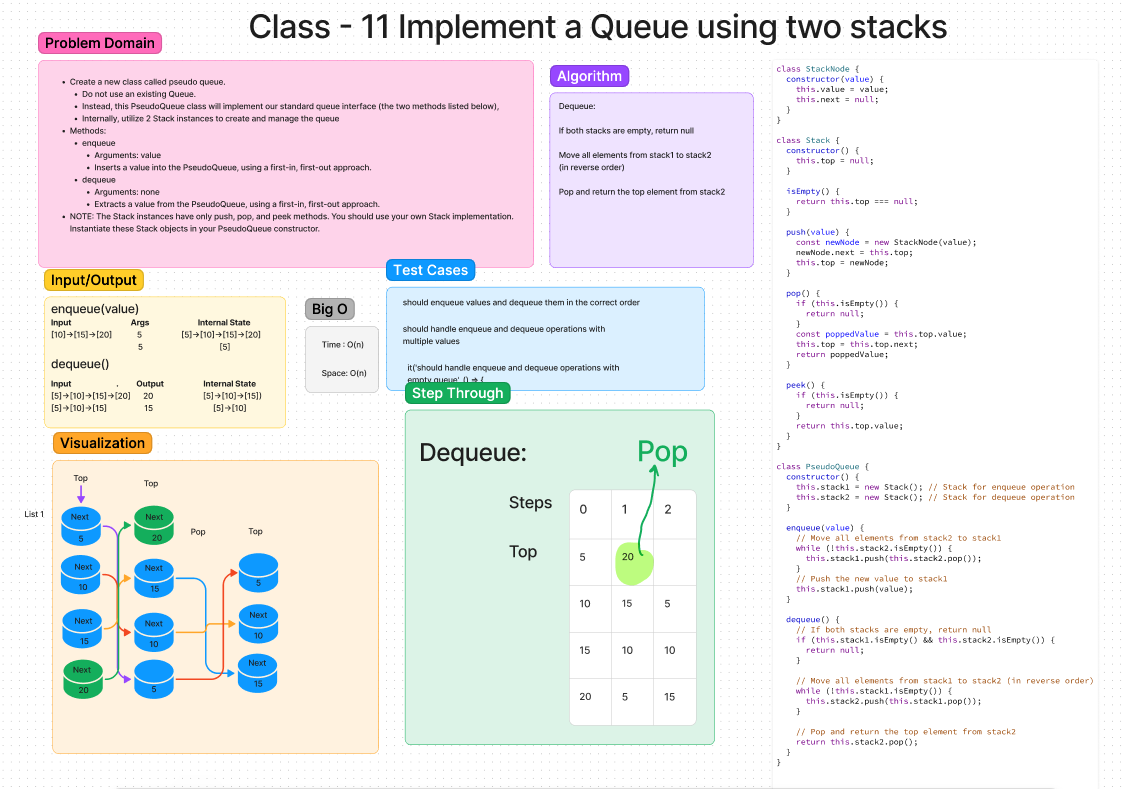 Class - 11 Implement a Queue using two stacks
Problem Domain
• Create a new class called pseudo queue.
• Do not use an existing Queue.
• Instead, this PseudoQueue class will implement our standard queue interface (the two methods listed below),
• Internally, utilize 2 Stack instances to create and manage the queue
• Methods:
• enqueue
• Arguments: value
• Inserts a value into the PseudoQueue, using a first-in, first-out approach.
• dequeue
• Arguments: none
• Extracts a value from the PseudoQueue, using a first-in, first-out approach.
• NOTE: The Stack instances have only push, pop, and peek methods. You should use your own Stack implementation.
Instantiate these Stack objects in your PseudoQueue constructor.
Algorithm
Dequeue:
If both stacks are empty, return null
Move all elements from stack1 to stack2
(in reverse order)
Pop and return the top element from stack2
Input/Output
enqueue(value)
Input Args Internal State
[10]->[15]->[20] 5 [5]->[10]->[15]->[20]
5 [5]
dequeue()
Input . Output Internal State
[5]->[10]->[15]->[20] 20 [5]->[10]->[15])
[5]->[10]->[15] 15 [5]->[10]
Big O
Time : O(n)
Space: O(n)
Test Cases
should enqueue values and dequeue them in the correct order
should handle enqueue and dequeue operations with
multiple values
it('should handle enqueue and dequeue operations with
empty queue', () => {
Visualization
Top
Top
List 1
Next
5
Next
20
Pop
Top
Next
10
Next
15
5
Next
15
Next
10
Next
10
Next
20
5
Next
15
Step Through
Dequeue: Pop
Steps 0 1 2
Top 5 20
10 15 5
15 10 10
20 5 15
class StackNode {
constructor(value) {
this.value = value;
this.next = null;
}
}
class Stack {
constructor() {
this.top = null;
}
isEmpty() {
return this.top === null;
}
push(value) {
const newNode = new StackNode(value);
newNode.next = this.top;
this.top = newNode;
}
pop() {
if (this.isEmpty()) {
return null;
}
const poppedValue = this.top.value;
this.top = this.top.next;
return poppedValue;
}
peek() {
if (this.isEmpty()) {
return null;
}
return this.top.value;
}
}
class PseudoQueue {
constructor() {
this.stack1 = new Stack(); // Stack for enqueue operation
this.stack2 = new Stack(); // Stack for dequeue operation
}
enqueue(value) {
// Move all elements from stack2 to stack1
while (!this.stack2.isEmpty()) {
this.stack1.push(this.stack2.pop());
}
// Push the new value to stack1
this.stack1.push(value);
}
dequeue() {
// If both stacks are empty, return null
if (this.stack1.isEmpty() && this.stack2.isEmpty()) {
return null;
}
// Move all elements from stack1 to stack2 (in reverse order)
while (!this.stack1.isEmpty()) {
this.stack2.push(this.stack1.pop());
}
// Pop and return the top element from stack2
return this.stack2.pop();
}
}